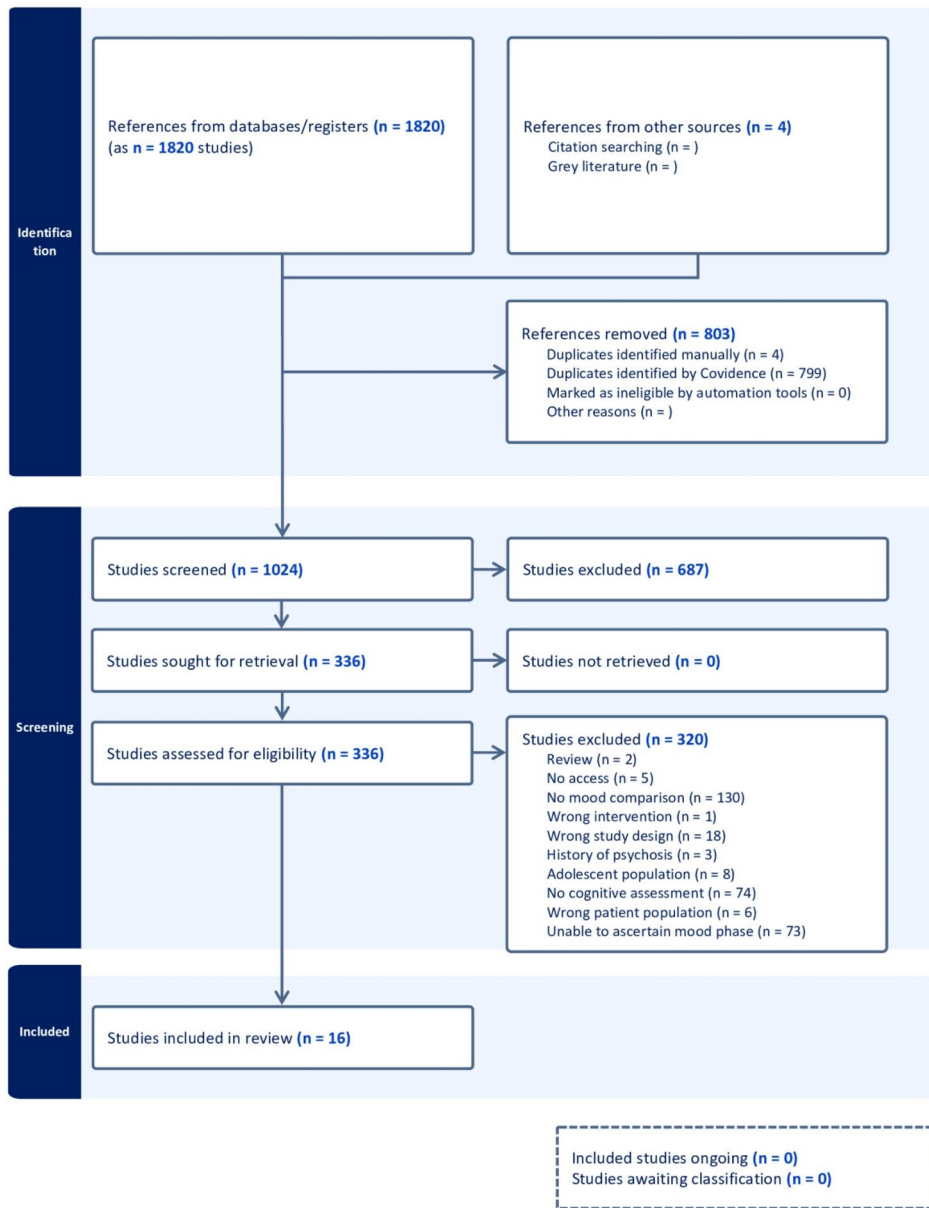 Identifica
tion
References from databases/registers (n = 1820)
(as n = 1820 studies)
References from other sources (n = 4)
Citation searching (n = )
Grey literature (n = )
References removed (n = 803)
Duplicates identified manually (n = 4)
Duplicates identified by Covidence (n = 799)
Marked as ineligible by automation tools (n = 0)
Other reasons (n = )
Screening
Studies screened (n = 1024)
Studies excluded (n = 687)
Studies sought for retrieval (n = 336)
Studies not retrieved (n = 0)
Studies assessed for eligibility (n = 336)
Studies excluded (n = 320)
Review (n = 2)
No access (n = 5)
No mood comparison (n = 130)
Wrong intervention (n = 1)
Wrong study design (n = 18)
History of psychosis (n = 3)
Adolescent population (n = 8)
No cognitive assessment (n = 74)
Wrong patient population (n = 6)
Unable to ascertain mood phase (n = 73)
Included
Studies included in review (n = 16)
Included studies ongoing (n = 0)
Studies awaiting classification (n = 0)